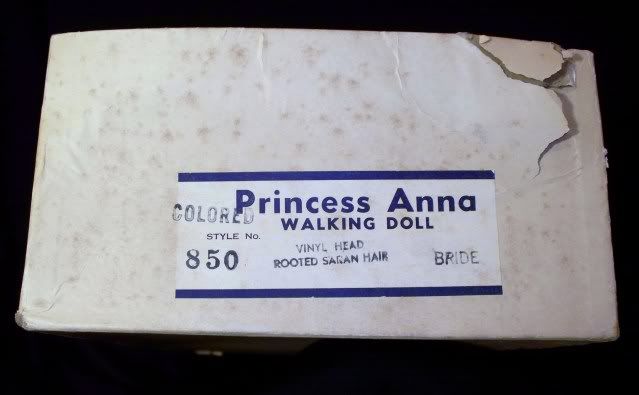 COLORED Princess Anna
WALKING DOLL
STYLE No.
850
VINYL HEAD
ROOTED SARAN HAIR
BRIDE